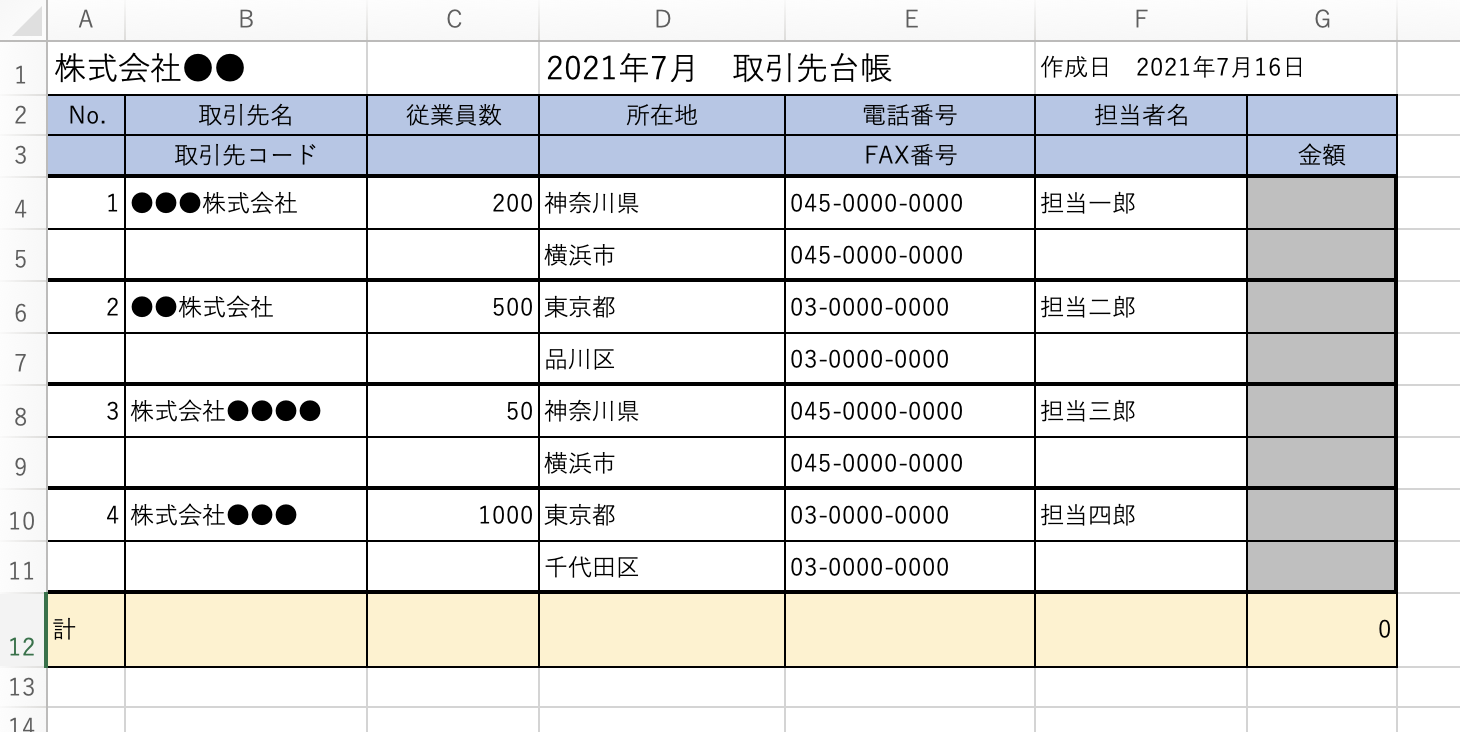 A B C D E F G
1 株式会社●● 2021年7月　取引先台帳 作成日　2021年7月16日
2 No. 取引先名 従業員数 所在地 電話番号 担当者名
3 取引先コード FAX番号 金額
4 1 ●●●株式会社 200 神奈川県 045-0000-0000 担当一郎
5 横浜市 045-0000-0000
6 2 ●●株式会社 500 東京都 03-0000-0000 担当二郎
7 品川区 03-0000-0000
8 3 株式会社●●●● 50 神奈川県 045-0000-0000 担当三郎
9 横浜市 045-0000-0000
10 4 株式会社●●● 1000 東京都 03-0000-0000 担当四郎
11 千代田区 03-0000-0000
12 計 0
13
14